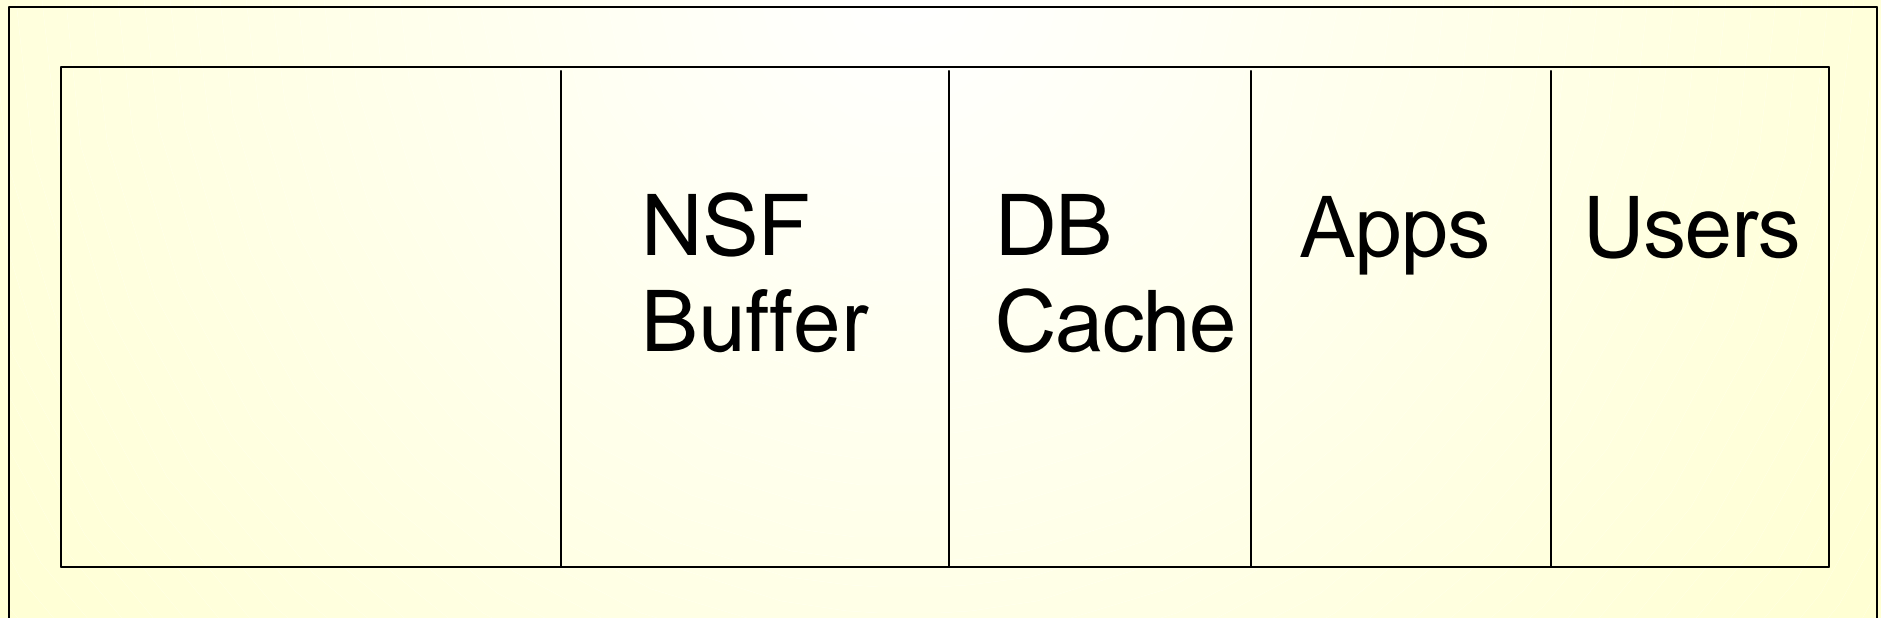 NSF
Buffer
DB
Cache
Apps
Users